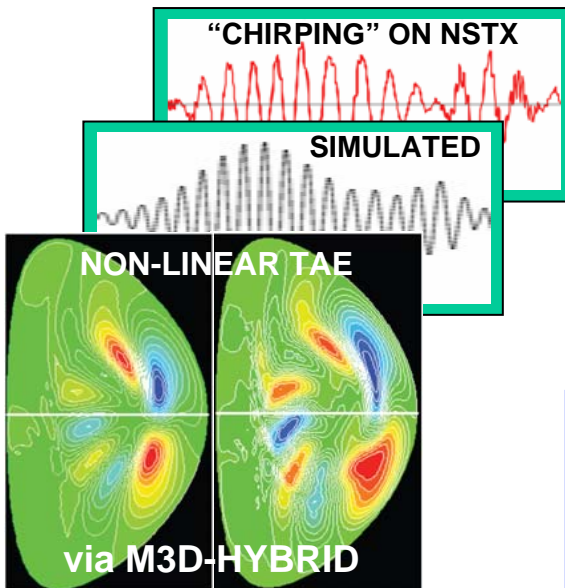 “CHIRPING” ON NSTX
SIMULATED
NON-LINEAR TAE
via M3D-HYBRID